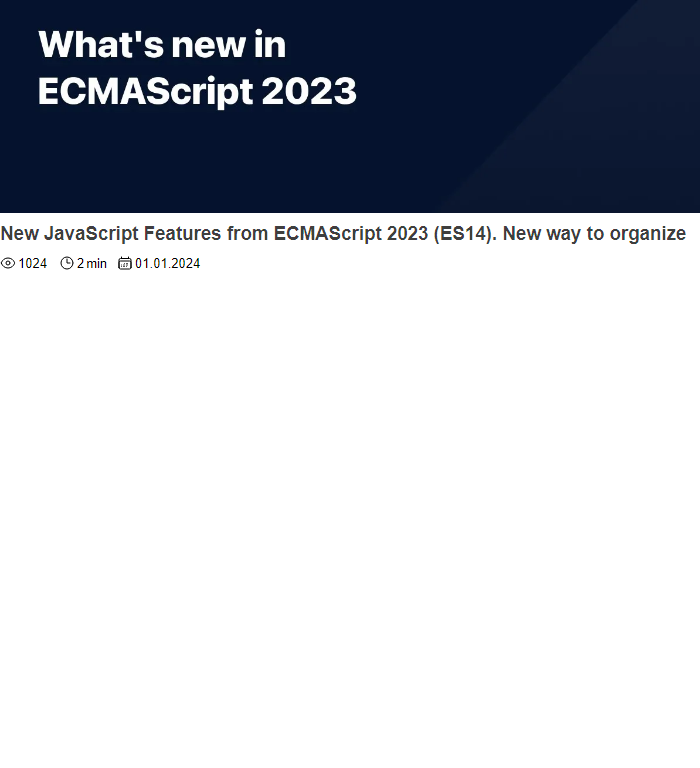 What's new in
ECMAScript 2023
New JavaScript Features from ECMAScript 2023 (ES14). New way to organize
1024 2 min 01.01.2024